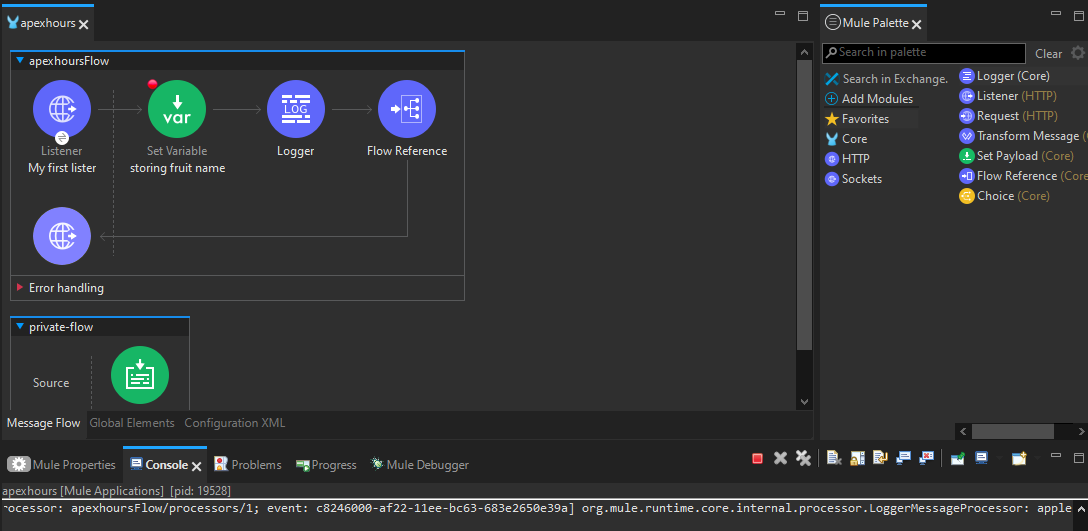 apexhours
apexhoursFlow
var
LOG
Listener
My first lister
Set Variable
storing fruit name
Logger
Flow Reference
Error handling
private-flow
Source
Message Flow
Global Elements
Configuration XML
Mule Palette
Search in palette
Clear
Search in Exchange.
Add Modules
Favorites
Core
HTTP
Sockets
Logger (Core)
Listener (HTTP)
Request (HTTP)
Transform Message (
Set Payload (Core)
Flow Reference (Core
Choice (Core)
Mule Properties
Console
Problems
Progress
Mule Debugger
apexhours [Mule Applications] [pid: 19528]
rocessor: apexhoursFlow/processors/1; event: c8246000-af22-11ee-bc63-683e2650e39a] org.mule.runtime.core.internal.processor.LoggerMessageProcessor: apple